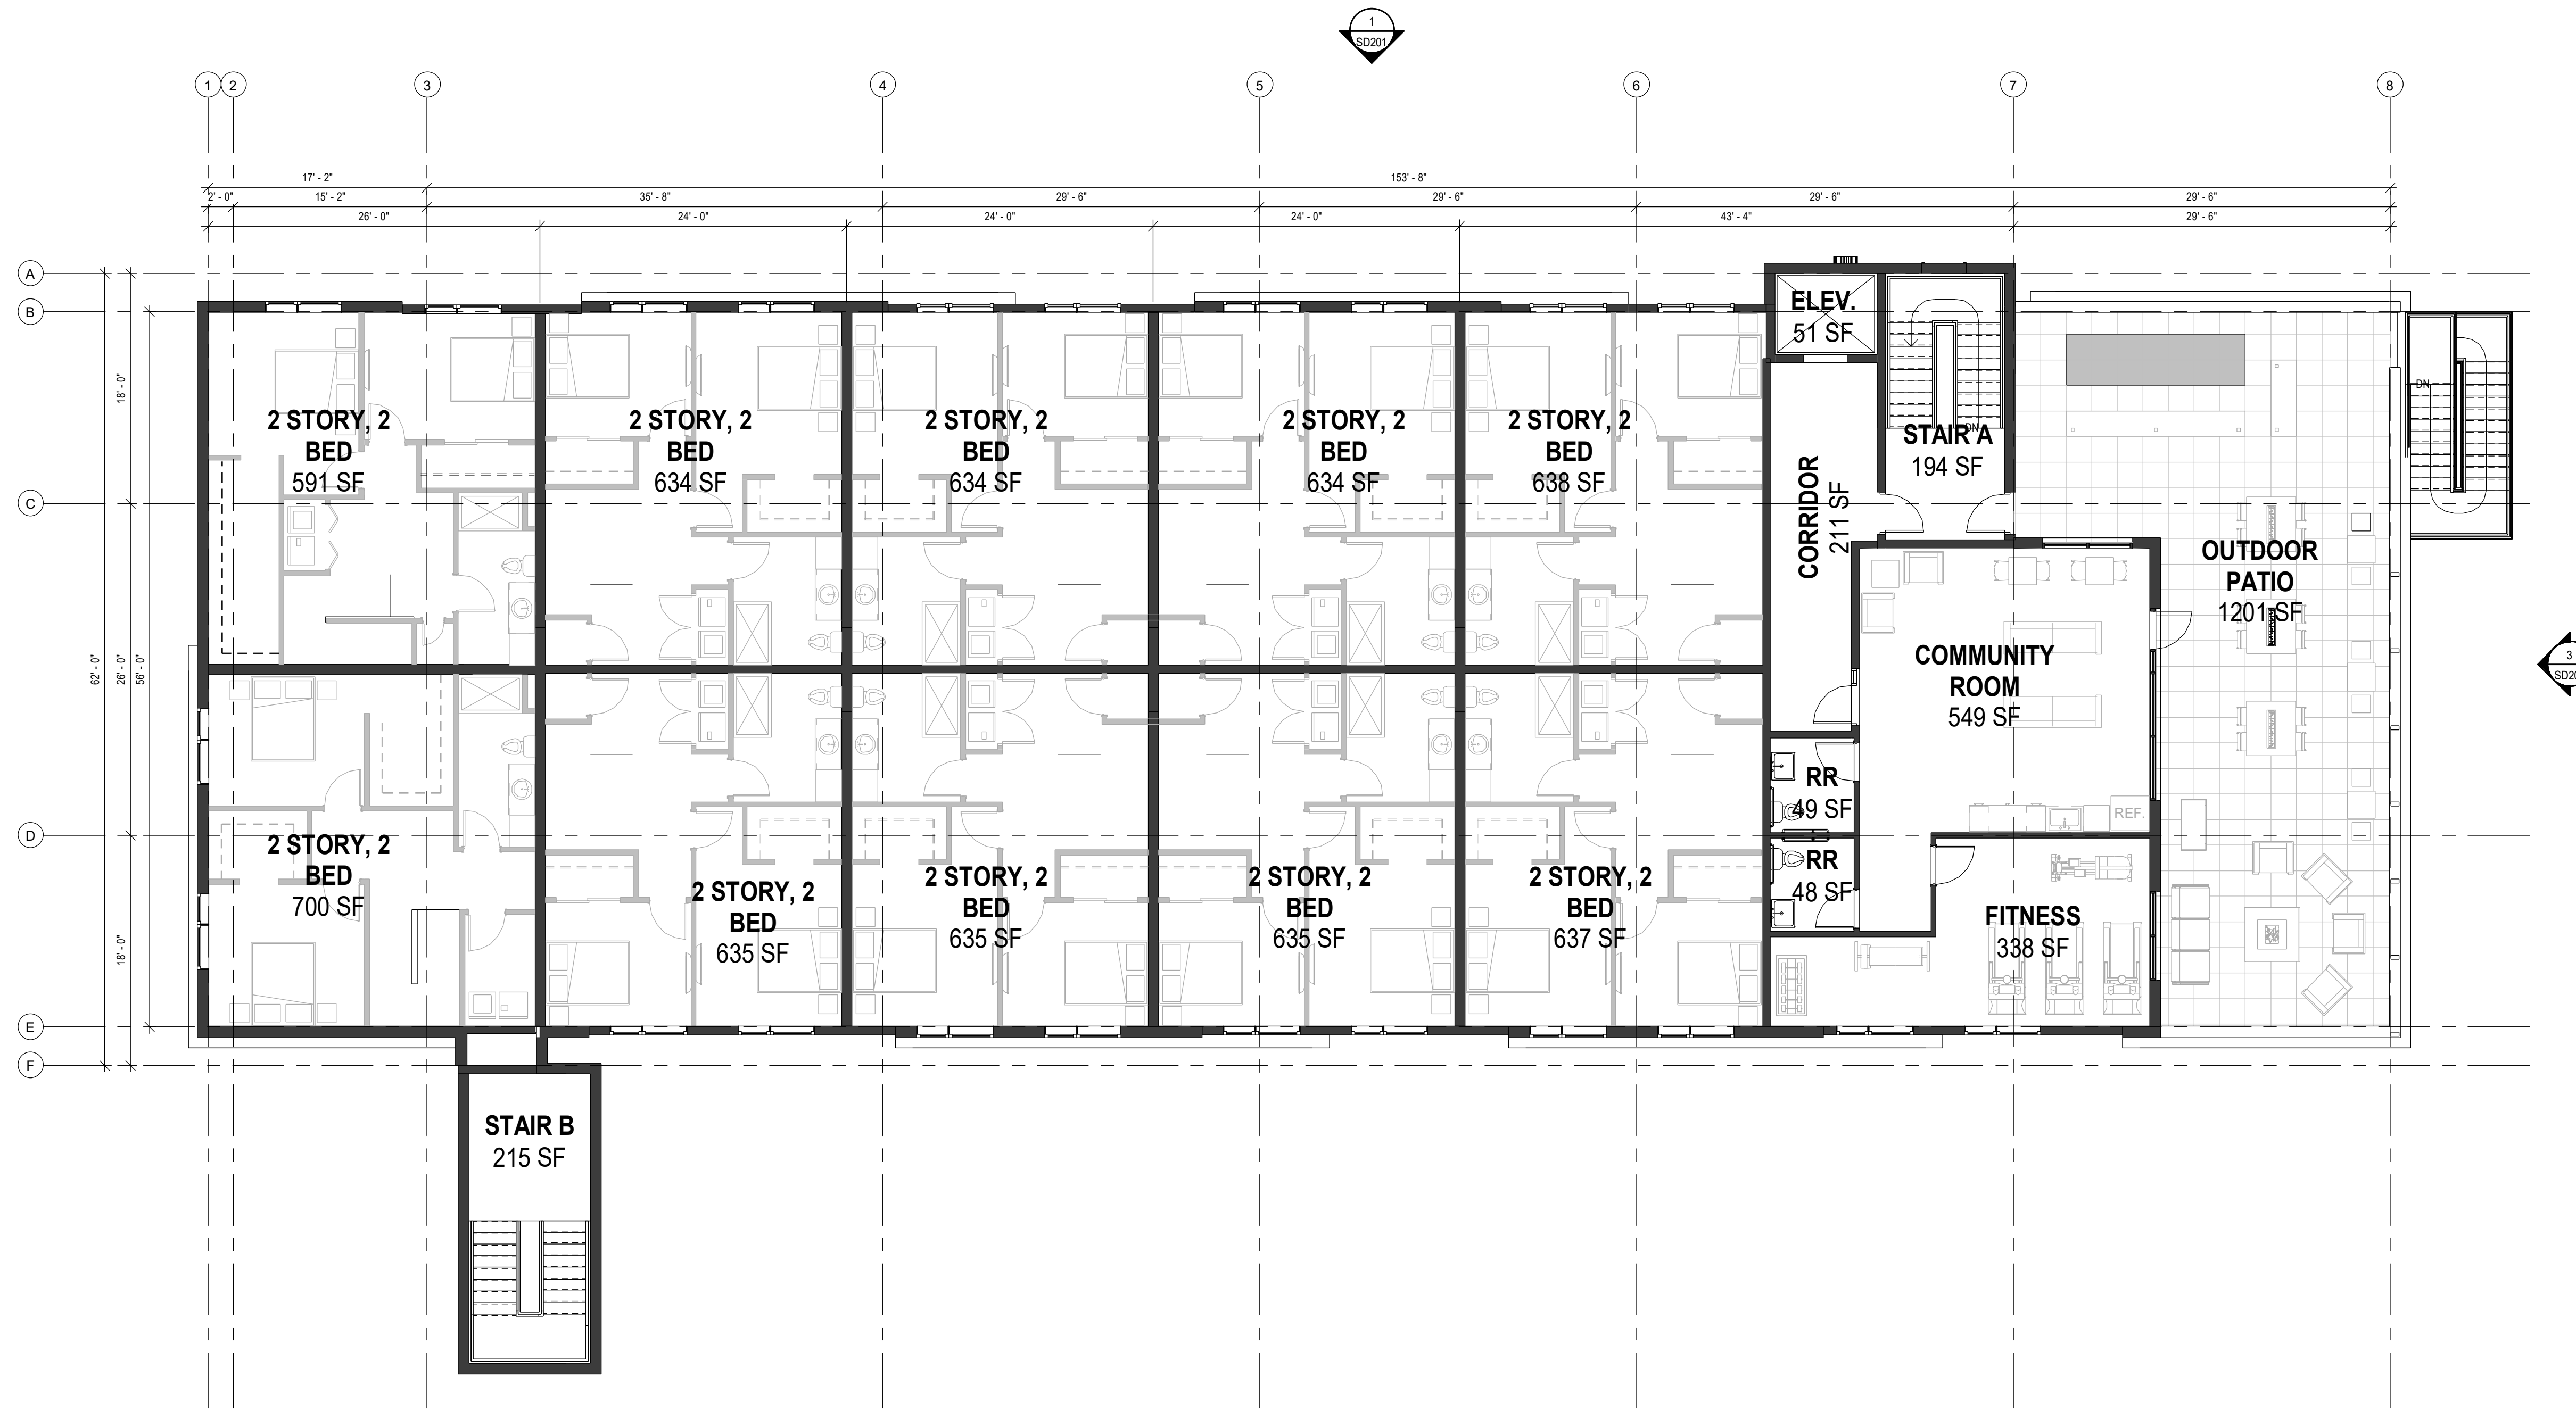 1
SD201
1
2
3
4
5
6
7
8
17' - 2"
153' - 8"
2' - 0"
15' - 2"
35' - 8"
29' - 6"
29' - 6"
29' - 6"
29' - 6"
26' - 0"
24' - 0"
24' - 0"
24' - 0"
43' - 4"
29' - 6"
A
B
C
D
E
F
18' - 0"
62' - 0"
26' - 0"
56' - 0"
18' - 0"
2 STORY, 2
BED
591 SF
2 STORY, 2
BED
634 SF
2 STORY, 2
BED
634 SF
2 STORY, 2
BED
634 SF
2 STORY, 2
BED
638 SF
ELEV.
51 SF
DN
STAIR A
194 SF
CORRIDOR
211 SF
DN
OUTDOOR
PATIO
1201 SF
COMMUNITY
ROOM
549 SF
3
RR
49 SF
REF.
RR
48 SF
2 STORY, 2
BED
700 SF
2 STORY, 2
BED
635 SF
2 STORY, 2
BED
635 SF
2 STORY, 2
BED
635 SF
2 STORY, 2
BED
637 SF
FITNESS
338 SF
STAIR B
215 SF